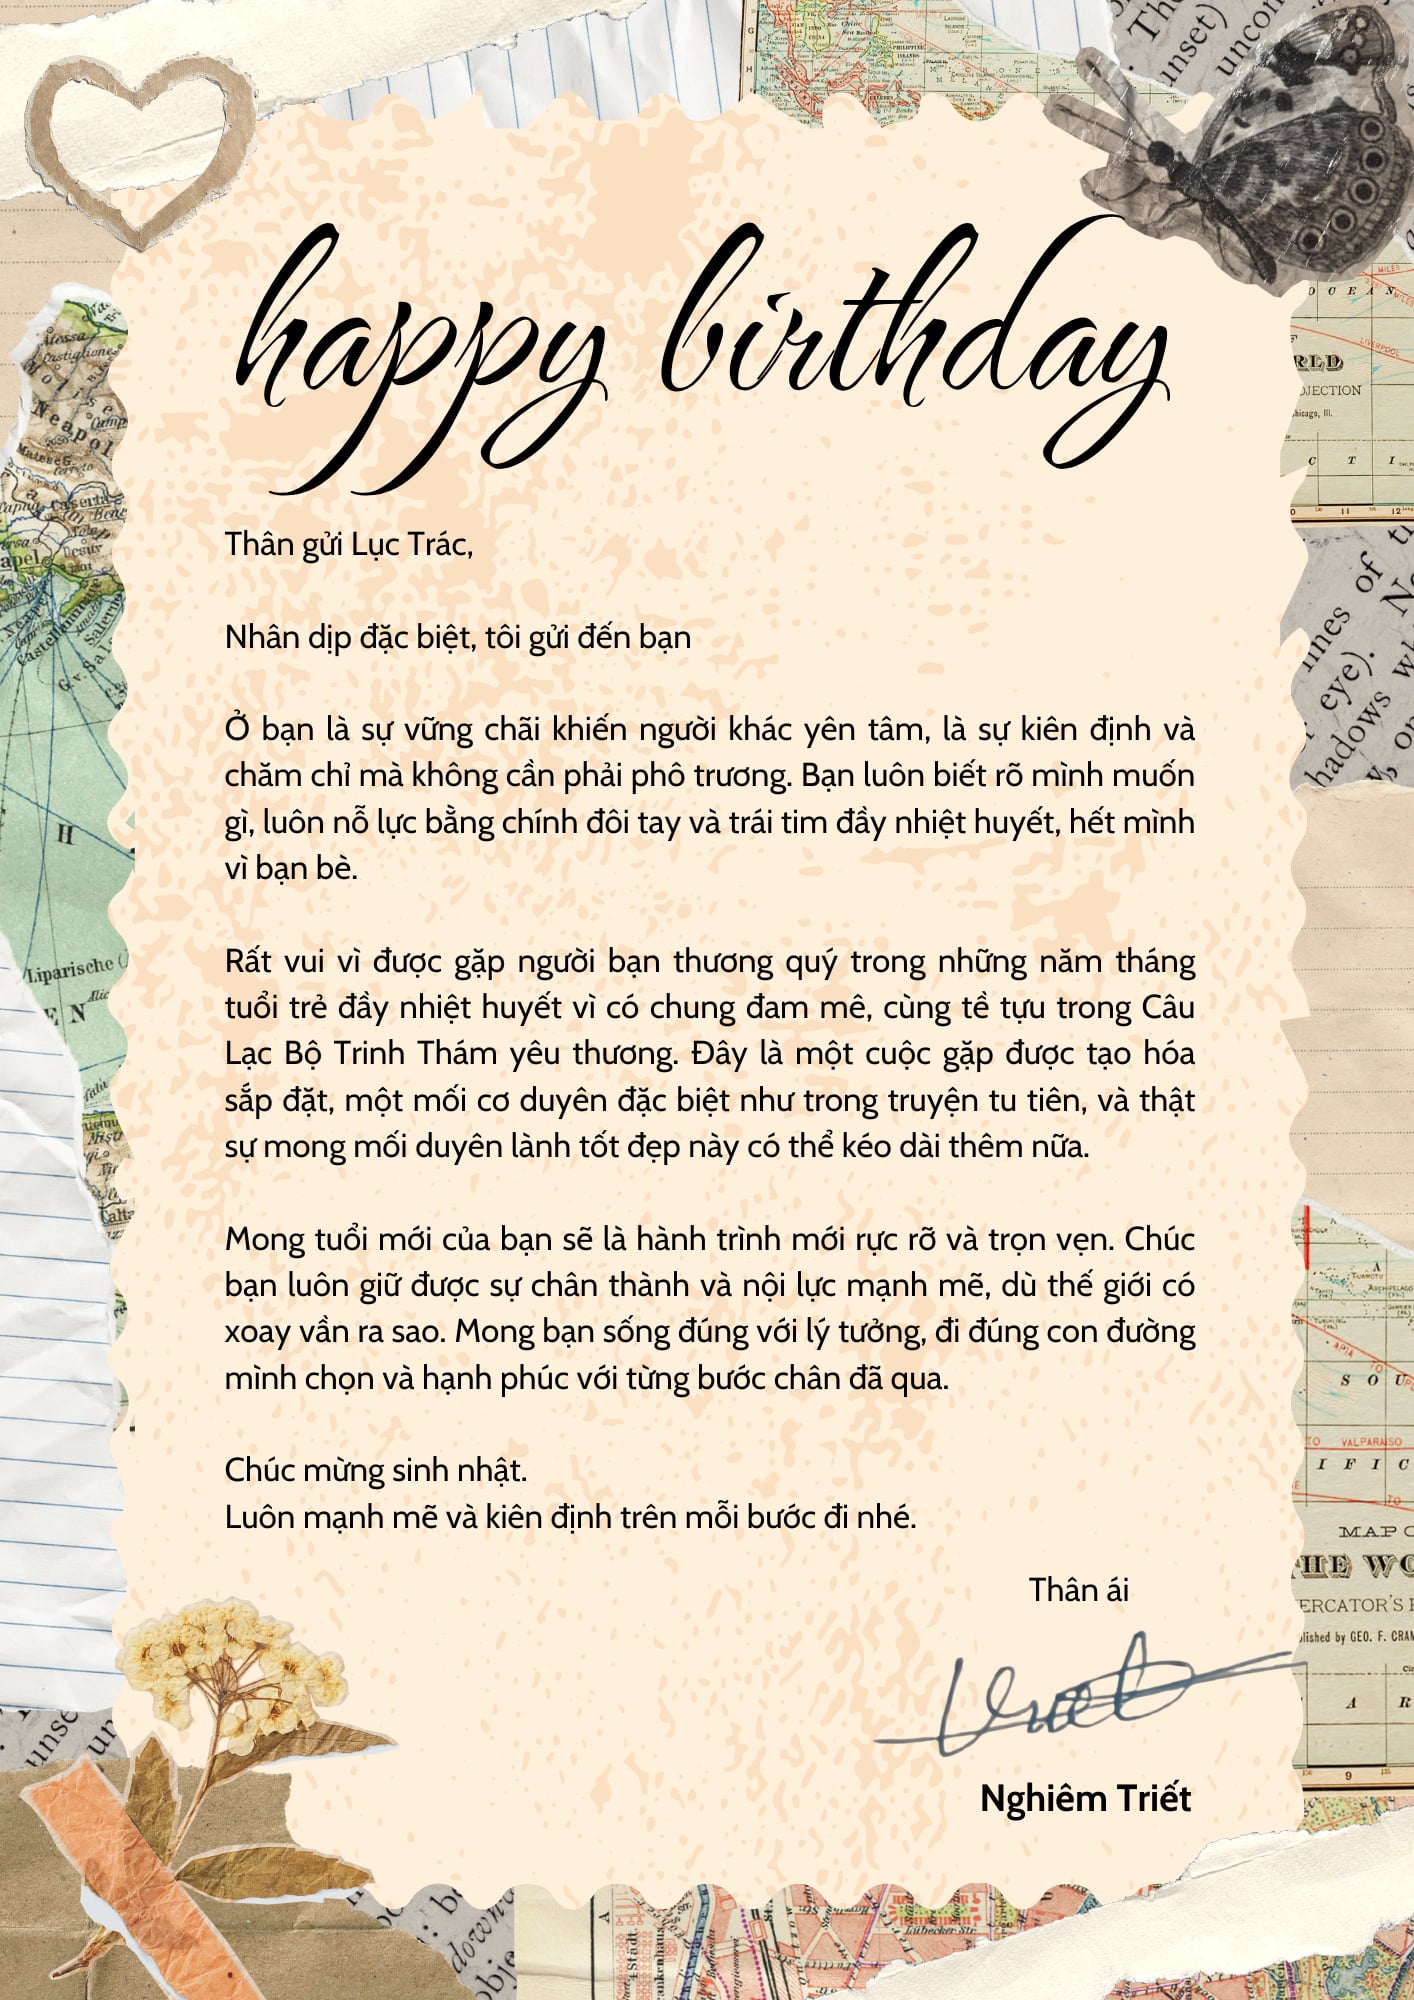 happy birthday
Thân gửi Lục Trác,
Nhân dịp đặc biệt, tôi gửi đến bạn
Ở bạn là sự vững chãi khiến người khác yên tâm, là sự kiên định và
chăm chỉ mà không cần phải phô trương. Bạn luôn biết rõ mình muốn
gì, luôn nỗ lực bằng chính đôi tay và trái tim đầy nhiệt huyết, hết mình
vì bạn bè.
Rất vui vì được gặp người bạn thương quý trong những năm tháng
tuổi trẻ đầy nhiệt huyết vì có chung đam mê, cùng tề tựu trong Câu
Lạc Bộ Trinh Thám yêu thương. Đây là một cuộc gặp được tạo hóa
sắp đặt, một mối cơ duyên đặc biệt như trong truyện tu tiên, và thật
sự mong mối duyên lành tốt đẹp này có thể kéo dài thêm nữa.
Mong tuổi mới của bạn sẽ là hành trình mới rực rỡ và trọn vẹn. Chúc
bạn luôn giữ được sự chân thành và nội lực mạnh mẽ, dù thế giới có
xoay vần ra sao. Mong bạn sống đúng với lý tưởng, đi đúng con đường
mình chọn và hạnh phúc với từng bước chân đã qua.
Chúc mừng sinh nhật.
Luôn mạnh mẽ và kiên định trên mỗi bước đi nhé.
Thân ái
Nghiêm Triết